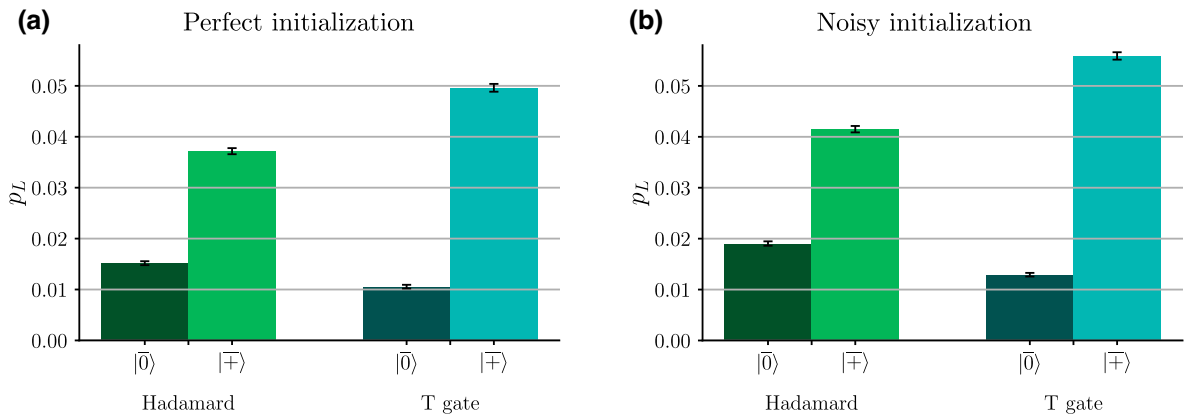 (a) Perfect initialization
0.05
0.04
0.03
0.02
0.01
0.00
p_L
|0̅⟩ |+̅⟩ |0̅⟩ |+̅⟩
Hadamard T gate
(b) Noisy initialization
0.05
0.04
0.03
0.02
0.01
0.00
p_L
|0̅⟩ |+̅⟩ |0̅⟩ |+̅⟩
Hadamard T gate